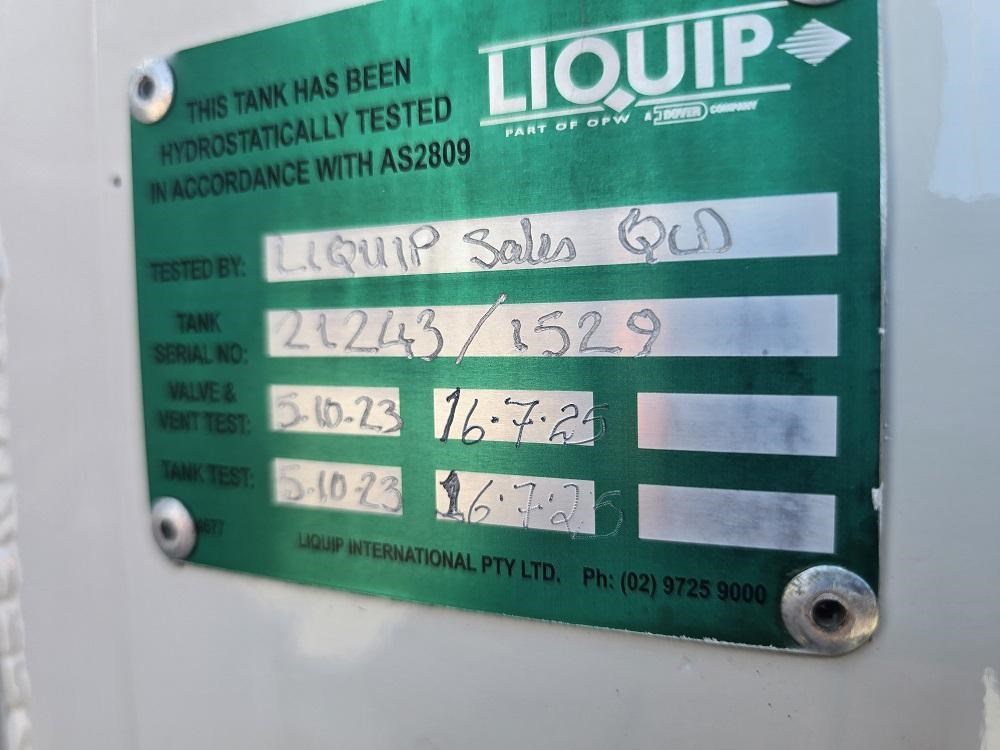 LIQUIP
PART OF OPW A DOVER COMPANY
THIS TANK HAS BEEN
HYDROSTATICALLY TESTED
IN ACCORDANCE WITH AS2809
TESTED BY: LIQUIP Sales QLD
TANK
SERIAL NO: 21243/1529
VALVE &
VENT TEST: 5.10.23 16.7.25
TANK TEST: 5.10.23 16.7.25
LIQUIP INTERNATIONAL PTY LTD. Ph: (02) 9725 9000